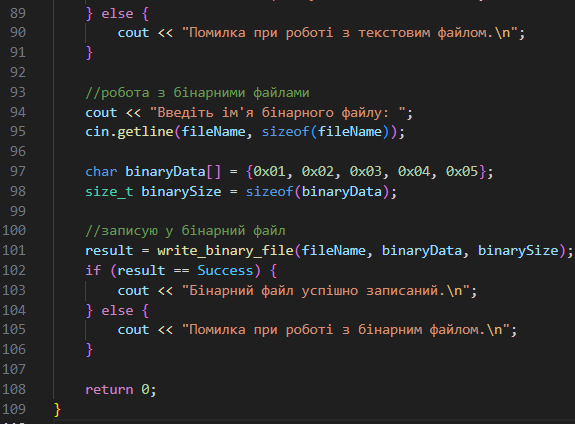 89 } else {
90 cout << "Помилка при роботі з текстовим файлом.\n";
91 }
92
93 //робота з бінарними файлами
94 cout << "Введіть ім'я бінарного файлу: ";
95 cin.getline(fileName, sizeof(fileName));
96
97 char binaryData[] = {0x01, 0x02, 0x03, 0x04, 0x05};
98 size_t binarySize = sizeof(binaryData);
99
100 //записую у бінарний файл
101 result = write_binary_file(fileName, binaryData, binarySize);
102 if (result == Success) {
103 cout << "Бінарний файл успішно записаний.\n";
104 } else {
105 cout << "Помилка при роботі з бінарним файлом.\n";
106 }
107
108 return 0;
109 }